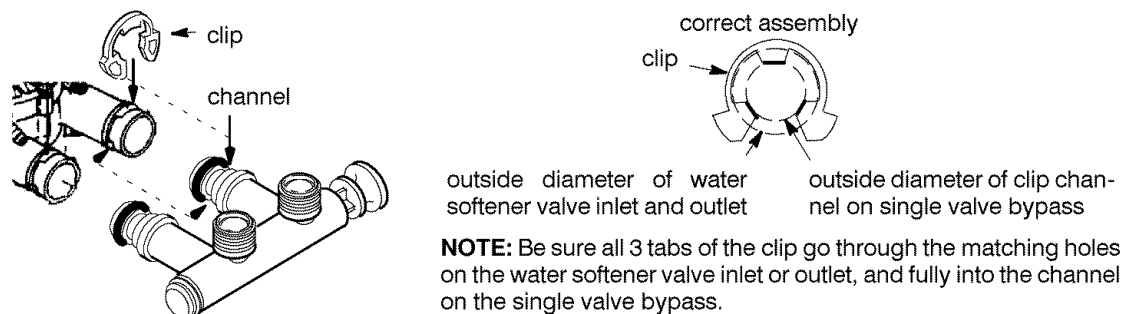 clip
channel
correct assembly
clip
outside diameter of water
softener valve inlet and outlet
outside diameter of clip chan-
nel on single valve bypass
NOTE: Be sure all 3 tabs of the clip go through the matching holes
on the water softener valve inlet or outlet, and fully into the channel
on the single valve bypass.